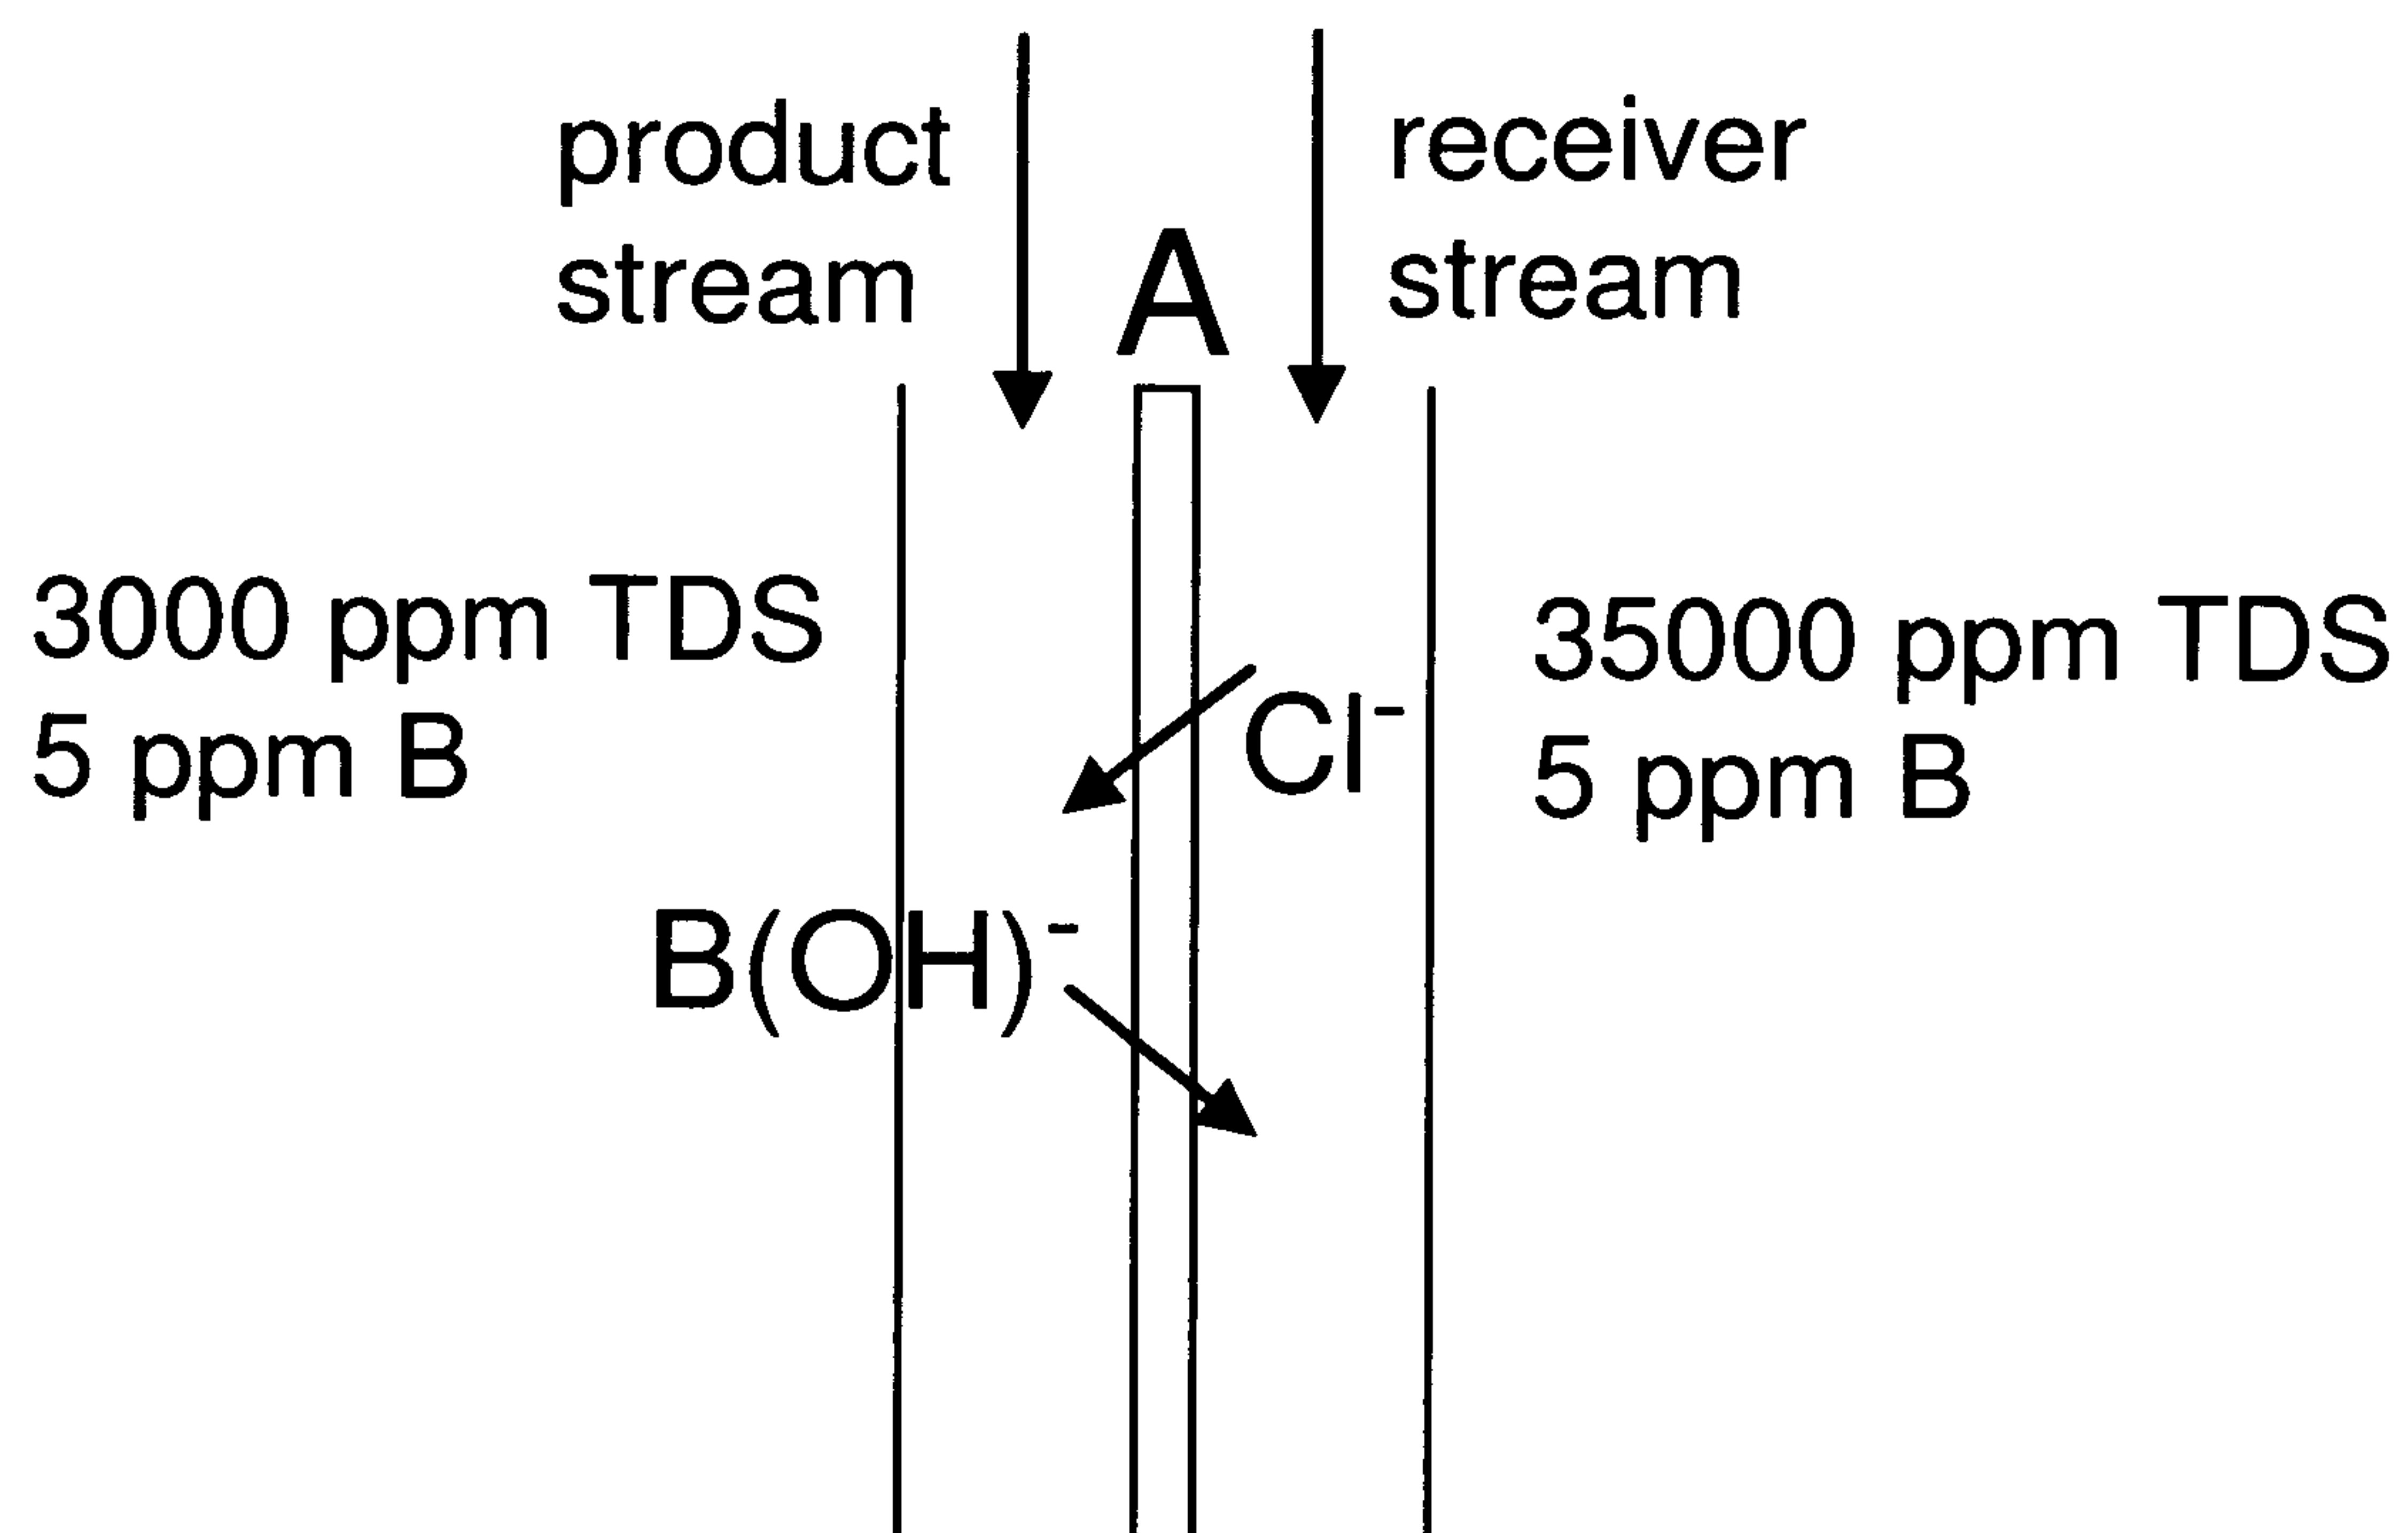 product
stream
receiver
stream
A
3000 ppm TDS
5 ppm B
35000 ppm TDS
5 ppm B
Cl⁻
B(OH)⁻